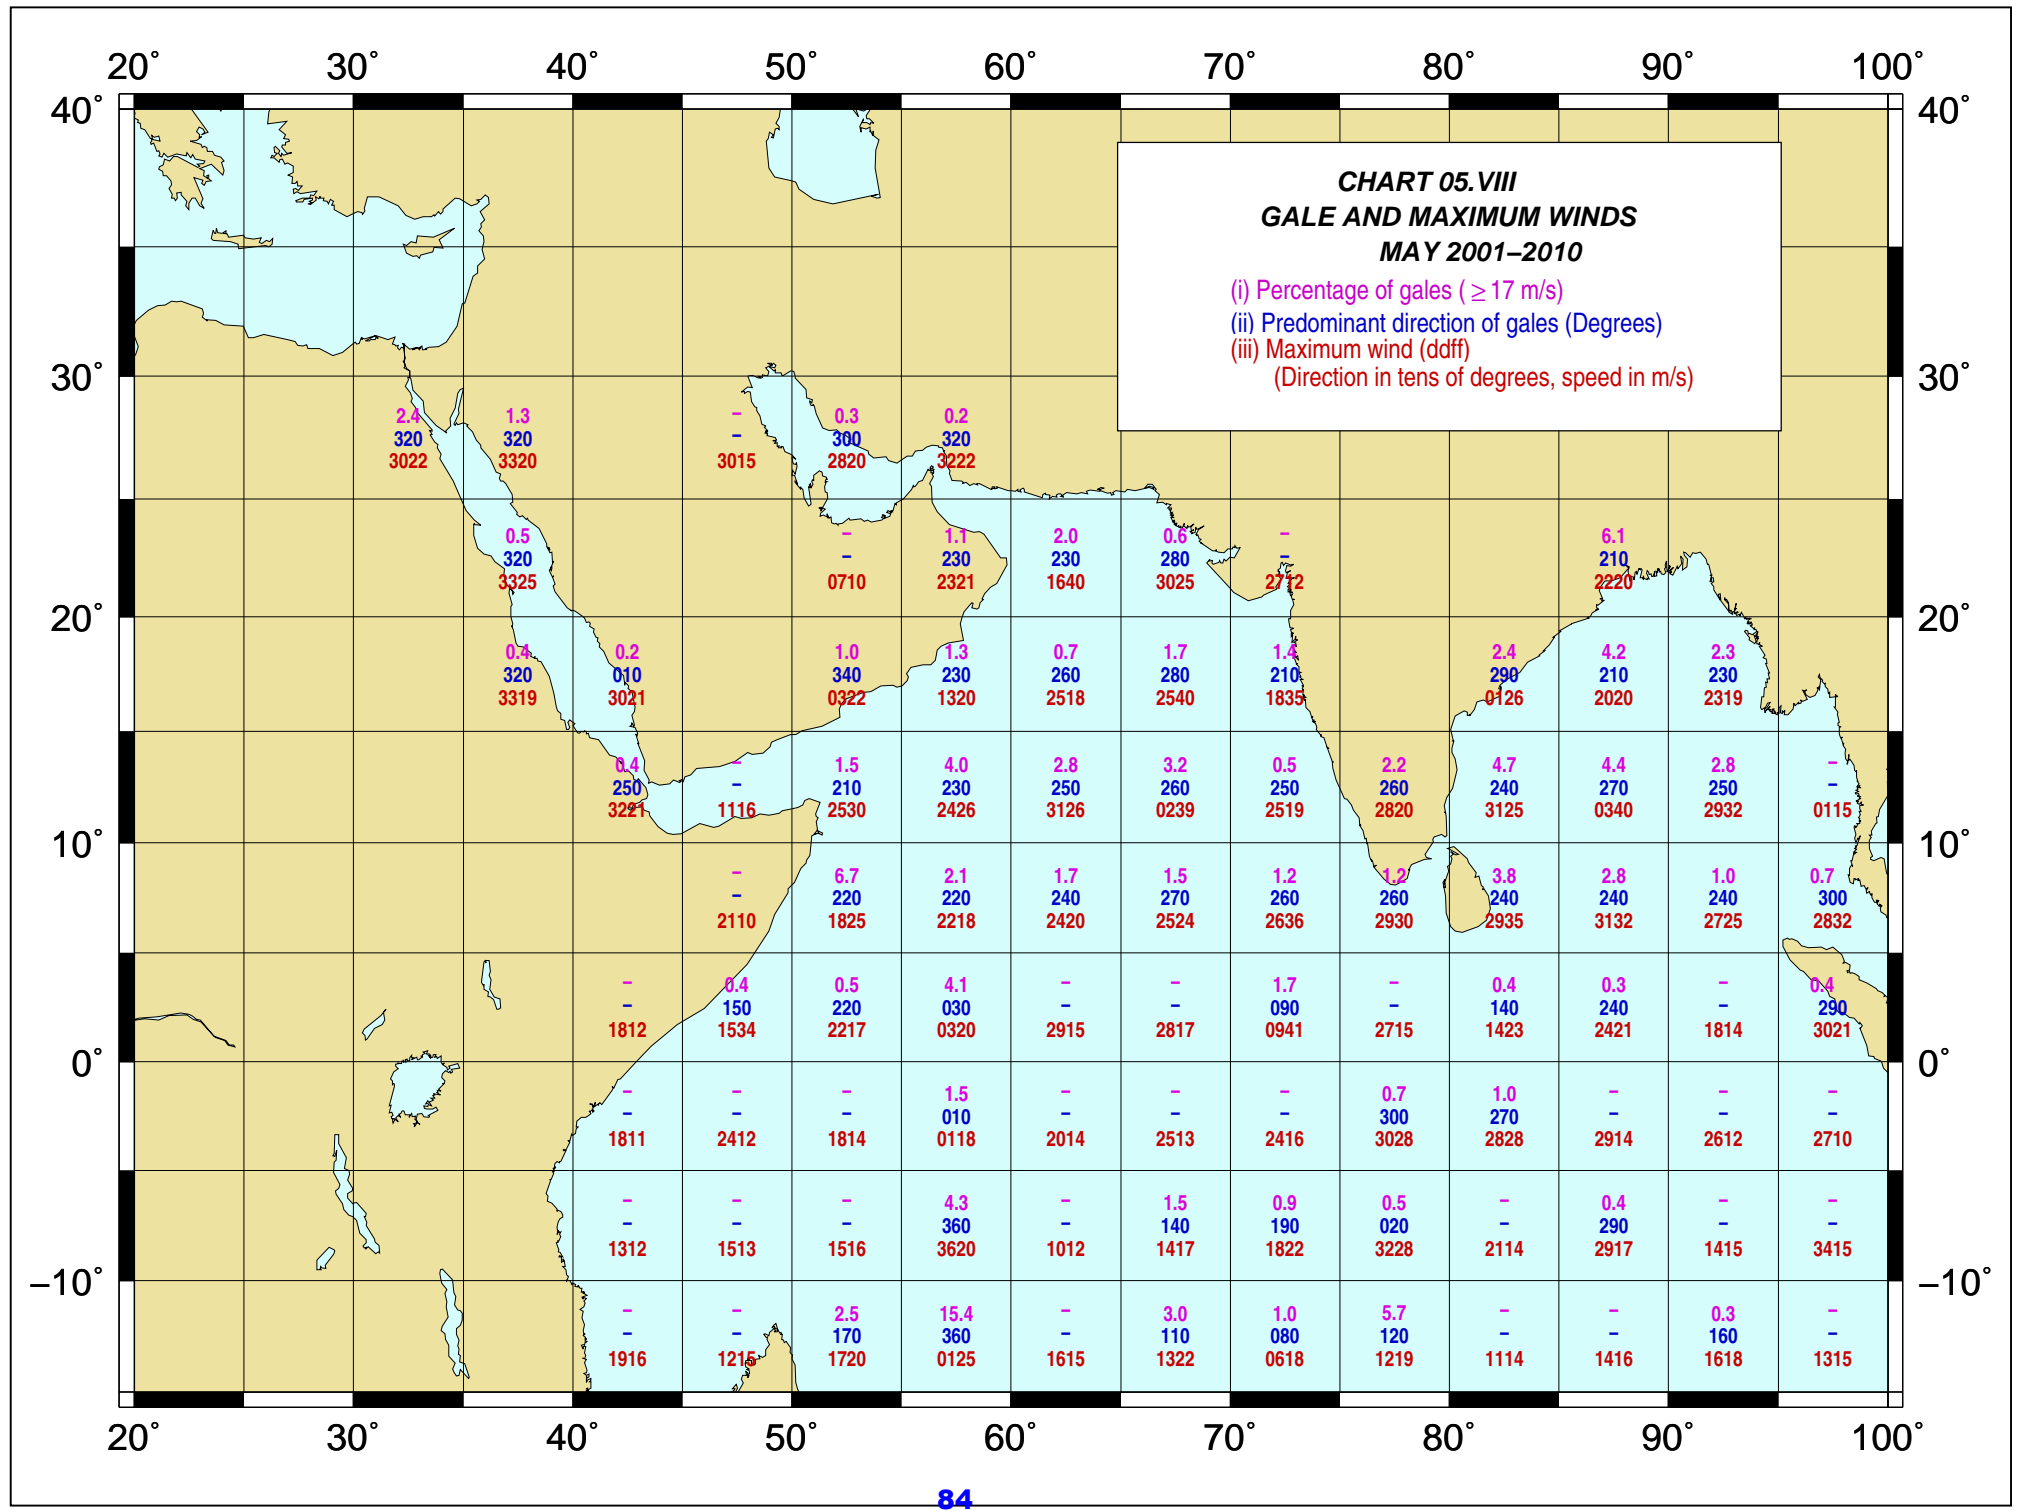 20° 30° 40° 50° 60° 70° 80° 90° 100°
40° 40°
CHART 05.VIII
GALE AND MAXIMUM WINDS
MAY 2001–2010
(i) Percentage of gales ( ≥ 17 m/s)
(ii) Predominant direction of gales (Degrees)
(iii) Maximum wind (ddff)
(Direction in tens of degrees, speed in m/s)
30° 30°
2.4 1.3 – 0.3 0.2
320 320 – 300 320
3022 3320 3015 2820 3222
0.5 – 1.1 2.0 0.6 – 6.1
320 – 230 230 280 – 210
3325 0710 2321 1640 3025 2712 2220
20° 20°
0.4 0.2 1.0 1.3 0.7 1.7 1.4 2.4 4.2 2.3
320 010 340 230 260 280 210 290 210 230
3319 3021 0322 1320 2518 2540 1835 0126 2020 2319
0.4 – 1.5 4.0 2.8 3.2 0.5 2.2 4.7 4.4 2.8 –
250 – 210 230 250 260 250 260 240 270 250 –
3221 1116 2530 2426 3126 0239 2519 2820 3125 0340 2932 0115
10° 10°
– 6.7 2.1 1.7 1.5 1.2 1.2 3.8 2.8 1.0 0.7
– 220 220 240 270 260 260 240 240 240 300
2110 1825 2218 2420 2524 2636 2930 2935 3132 2725 2832
– 0.4 0.5 4.1 – – 1.7 – 0.4 0.3 – 0.4
– 150 220 030 – – 090 – 140 240 – 290
1812 1534 2217 0320 2915 2817 0941 2715 1423 2421 1814 3021
0° 0°
– – – 1.5 – – – 0.7 1.0 – – –
– – – 010 – – – 300 270 – – –
1811 2412 1814 0118 2014 2513 2416 3028 2828 2914 2612 2710
– – – 4.3 – 1.5 0.9 0.5 – 0.4 – –
– – – 360 – 140 190 020 – 290 – –
1312 1513 1516 3620 1012 1417 1822 3228 2114 2917 1415 3415
–10° –10°
– – 2.5 15.4 – 3.0 1.0 5.7 – – 0.3 –
– – 170 360 – 110 080 120 – – 160 –
1916 1215 1720 0125 1615 1322 0618 1219 1114 1416 1618 1315
20° 30° 40° 50° 60° 70° 80° 90° 100°
84